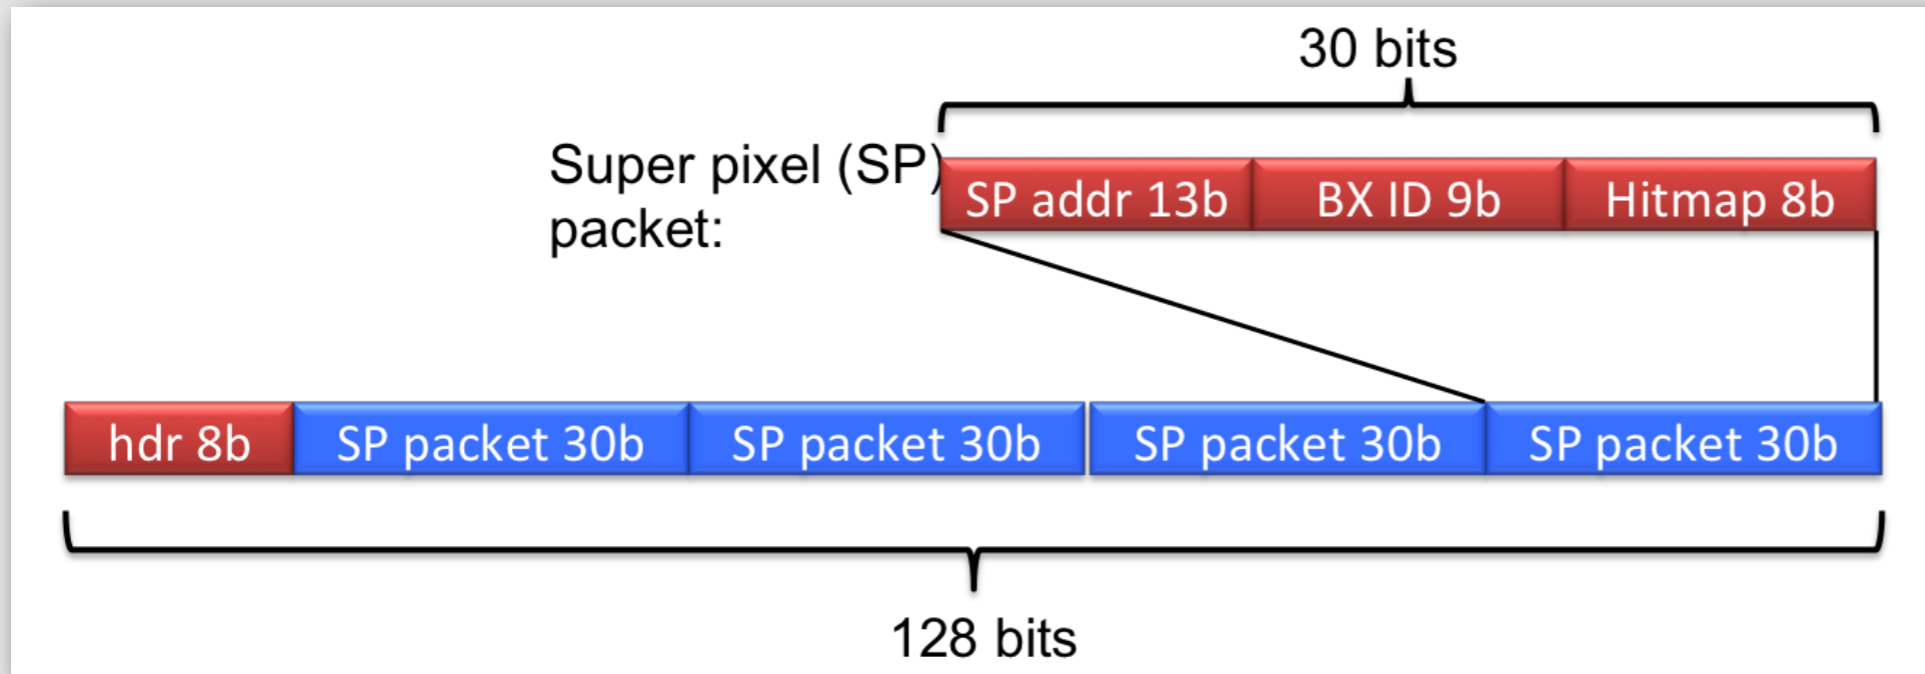 30 bits
Super pixel (SP)
packet:
SP addr 13b
BX ID 9b
Hitmap 8b
hdr 8b
SP packet 30b
SP packet 30b
SP packet 30b
SP packet 30b
128 bits